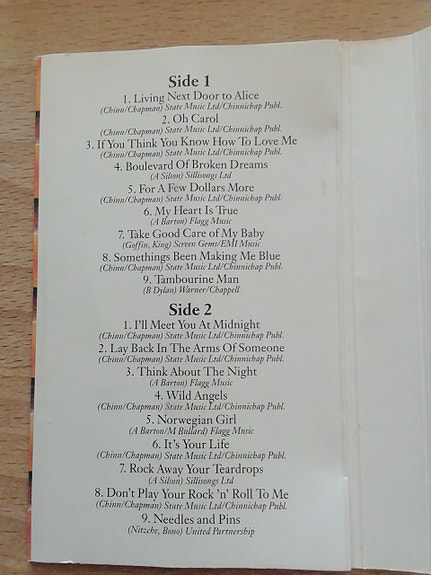 Side 1
1. Living Next Door to Alice
(Chinn/Chapman) State Music Ltd/Chinnichap Publ.
2. Oh Carol
(Chinn/Chapman) State Music Ltd/Chinnichap Publ.
3. If You Think You Know How To Love Me
(Chinn/Chapman) State Music Ltd/Chinnichap Publ.
4. Boulevard Of Broken Dreams
(A Silson) Sillisongs Ltd
5. For A Few Dollars More
(Chinn/Chapman) State Music Ltd/Chinnichap Publ.
6. My Heart Is True
(A Barton) Flagg Music
7. Take Good Care of My Baby
(Goffin, King) Screen Gems/EMI Music
8. Somethings Been Making Me Blue
(Chinn/Chapman) State Music Ltd/Chinnichap Publ.
9. Tambourine Man
(B Dylan) Warner/Chappell
Side 2
1. I'll Meet You At Midnight
(Chinn/Chapman) State Music Ltd/Chinnichap Publ.
2. Lay Back In The Arms Of Someone
(Chinn/Chapman) State Music Ltd/Chinnichap Publ.
3. Think About The Night
(A Barton) Flagg Music
4. Wild Angels
(Chinn/Chapman) State Music Ltd/Chinnichap Publ.
5. Norwegian Girl
(A Barton/M Bullard) Flagg Music
6. It's Your Life
(Chinn/Chapman) State Music Ltd/Chinnichap Publ.
7. Rock Away Your Teardrops
(A Silson) Sillisongs Ltd
8. Don't Play Your Rock 'n' Roll To Me
(Chinn/Chapman) State Music Ltd/Chinnichap Publ.
9. Needles and Pins
(Nitzche, Bono) United Partnership